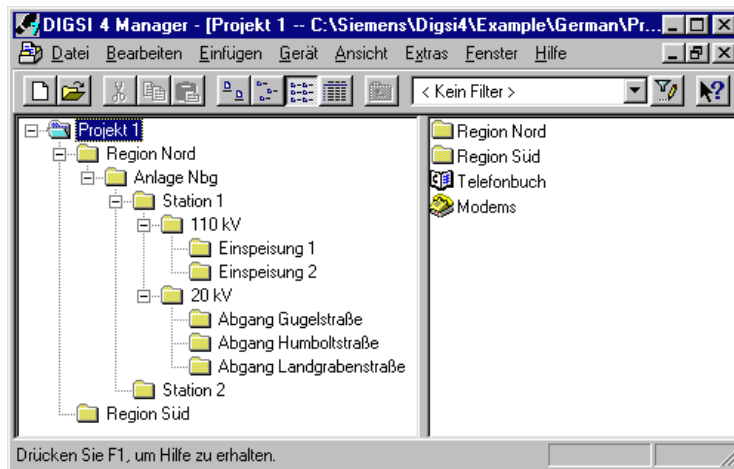 DIGSI 4 Manager - [Projekt 1 -- C:\Siemens\Digsi4\Example\German\Pr...
Datei Bearbeiten Einfügen Gerät Ansicht Extras Fenster Hilfe
< Kein Filter >
Projekt 1
Region Nord
Anlage Nbg
Station 1
110 kV
Einspeisung 1
Einspeisung 2
20 kV
Abgang Gugelstraße
Abgang Humboltstraße
Abgang Landgrabenstraße
Station 2
Region Süd
Region Nord
Region Süd
Telefonbuch
Modems
Drücken Sie F1, um Hilfe zu erhalten.